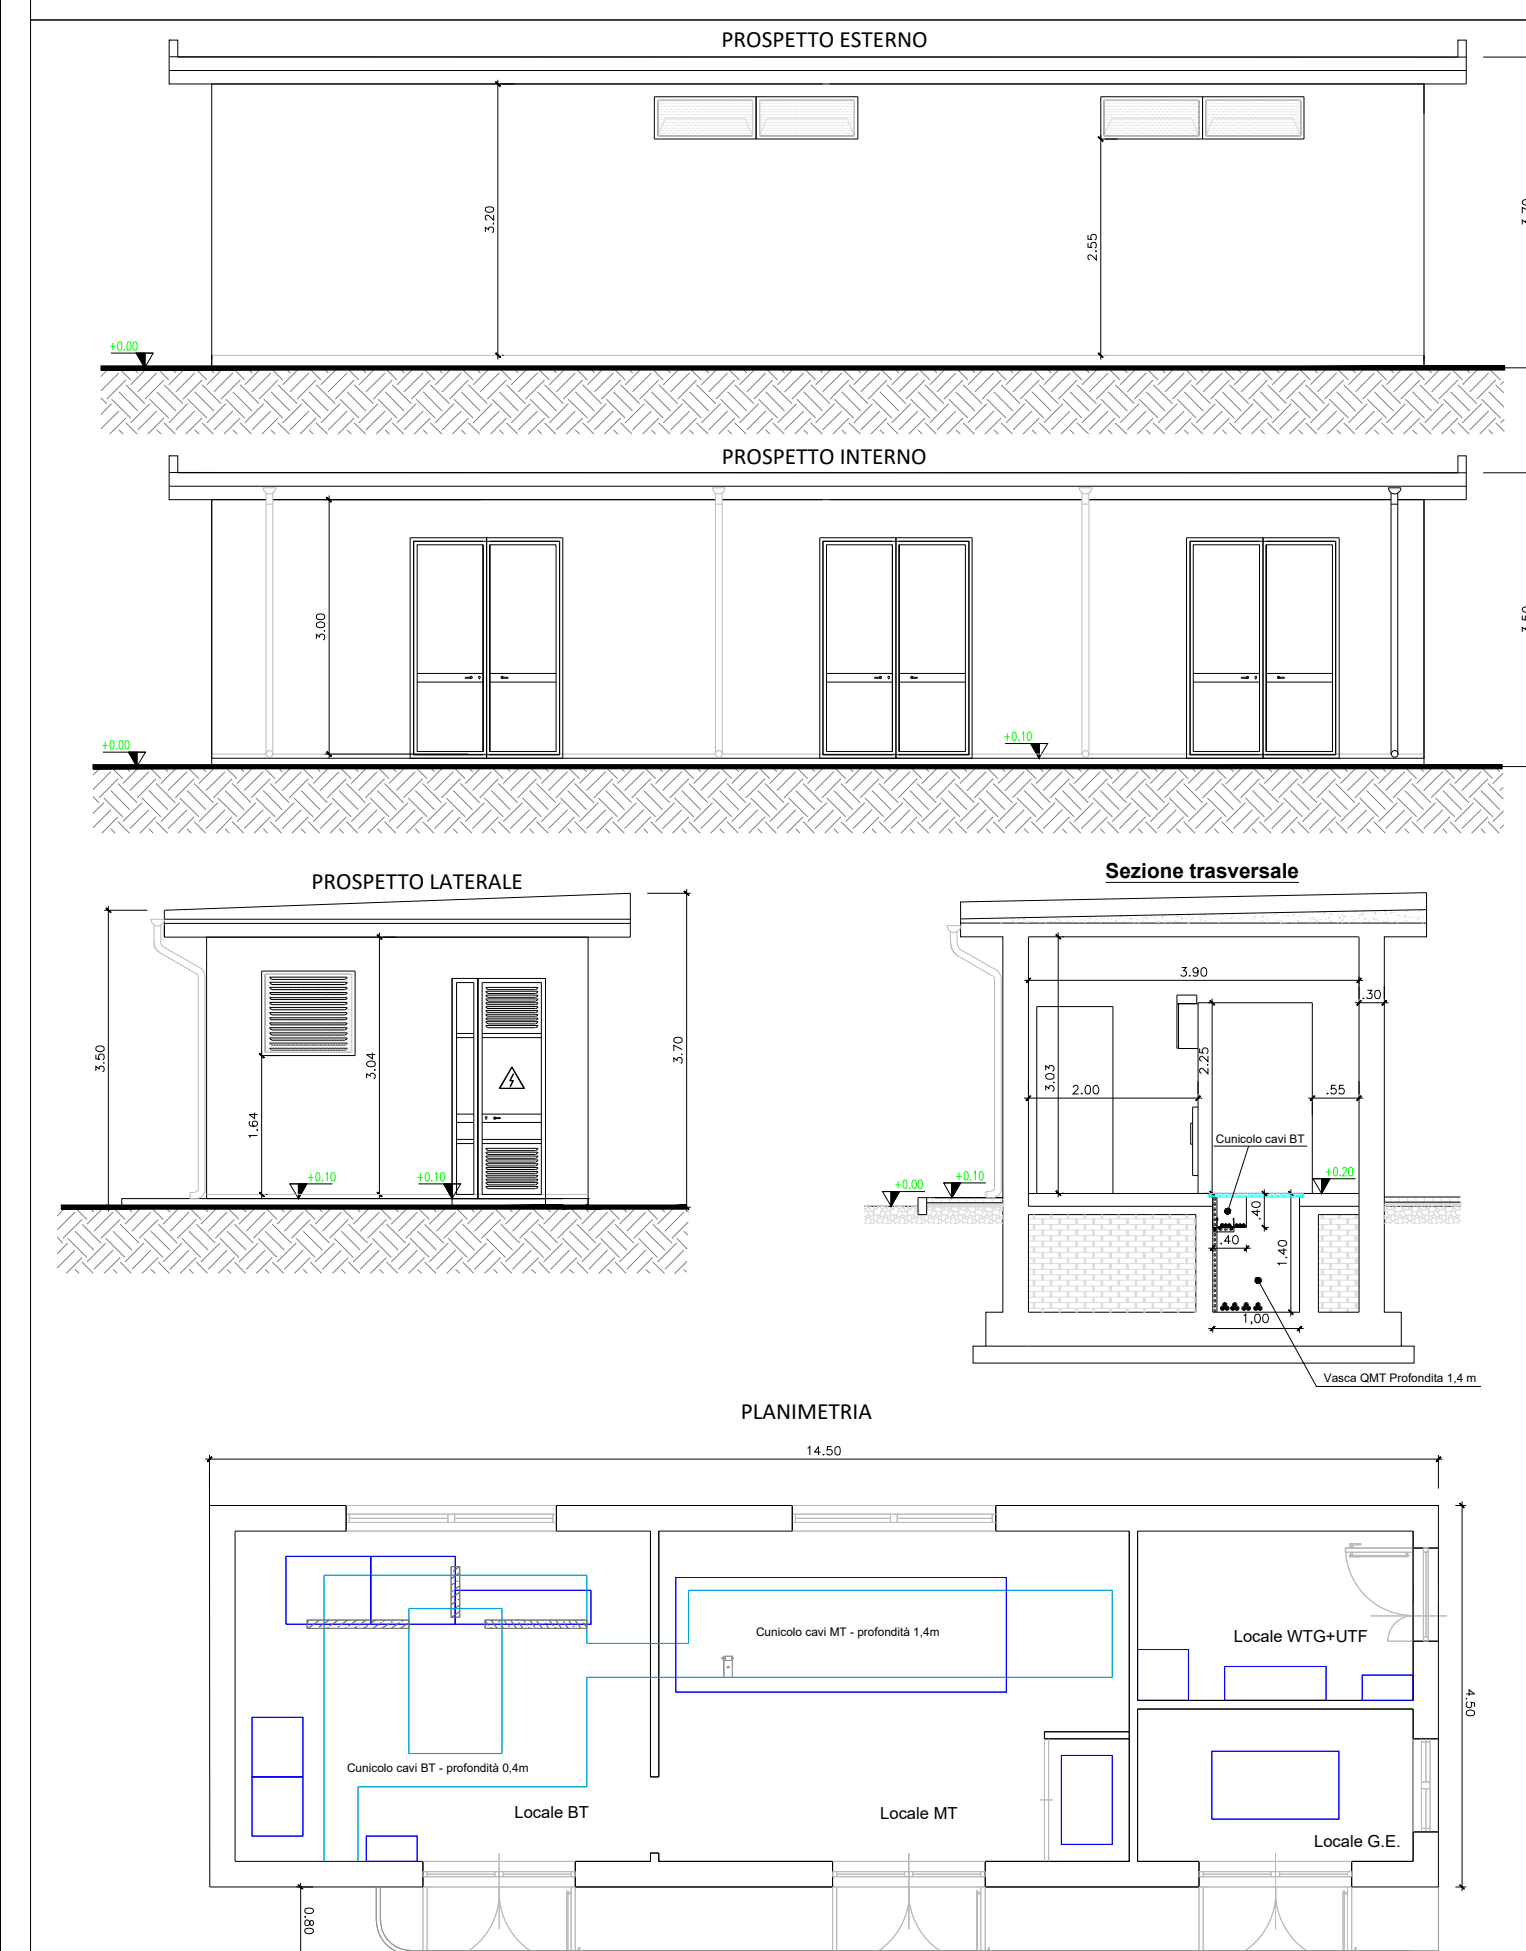 PROSPETTO ESTERNO
3.20
2.55
3.70
+0.00
PROSPETTO INTERNO
3.00
3.50
+0.00
+0.10
PROSPETTO LATERALE
3.50
1.64
3.04
3.70
+0.10
+0.10
Sezione trasversale
3.90
.30
3.03
2.25
2.00
.55
Cunicolo cavi BT
+0.00
+0.10
+0.20
.40
.40
1.40
1,00
Vasca QMT Profondita 1,4 m
PLANIMETRIA
14.50
4.50
Cunicolo cavi MT - profondità 1,4m
Locale WTG+UTF
Cunicolo cavi BT - profondità 0,4m
Locale BT
Locale MT
Locale G.E.
0.80